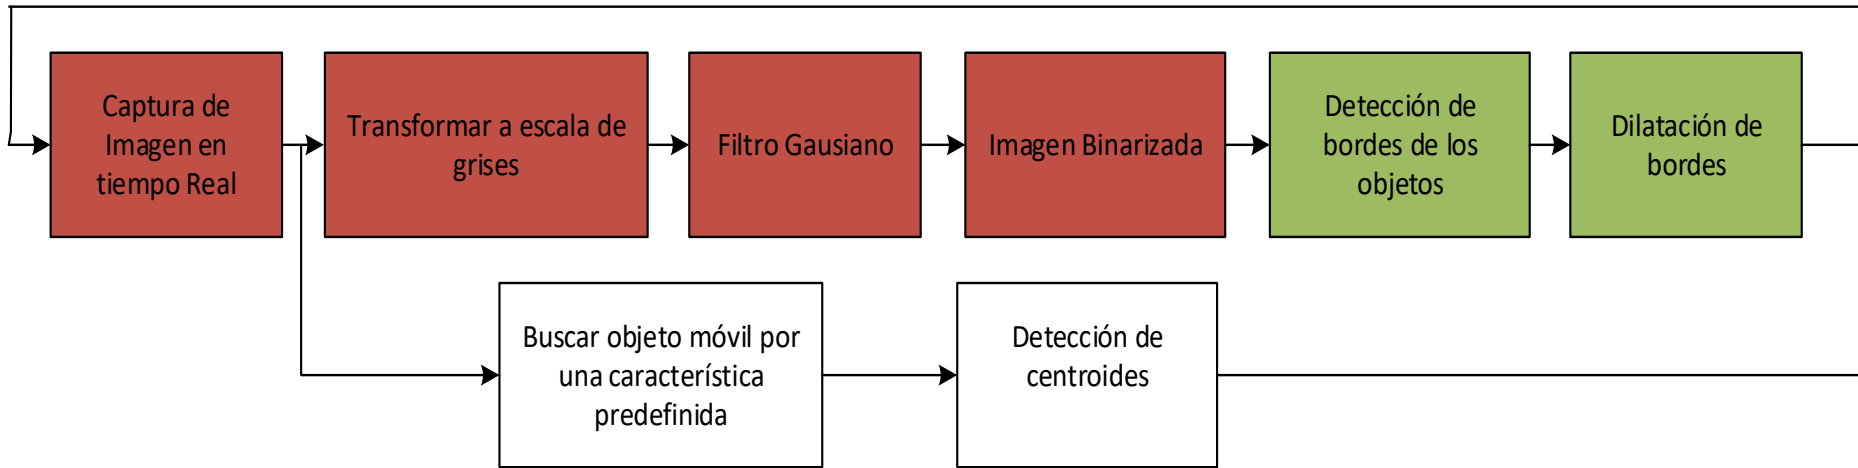 Captura de
Imagen en
tiempo Real
Transformar a escala de
grises
Filtro Gausiano
Imagen Binarizada
Detección de
bordes de los
objetos
Dilatación de
bordes
Buscar objeto móvil por
una característica
predefinida
Detección de
centroides